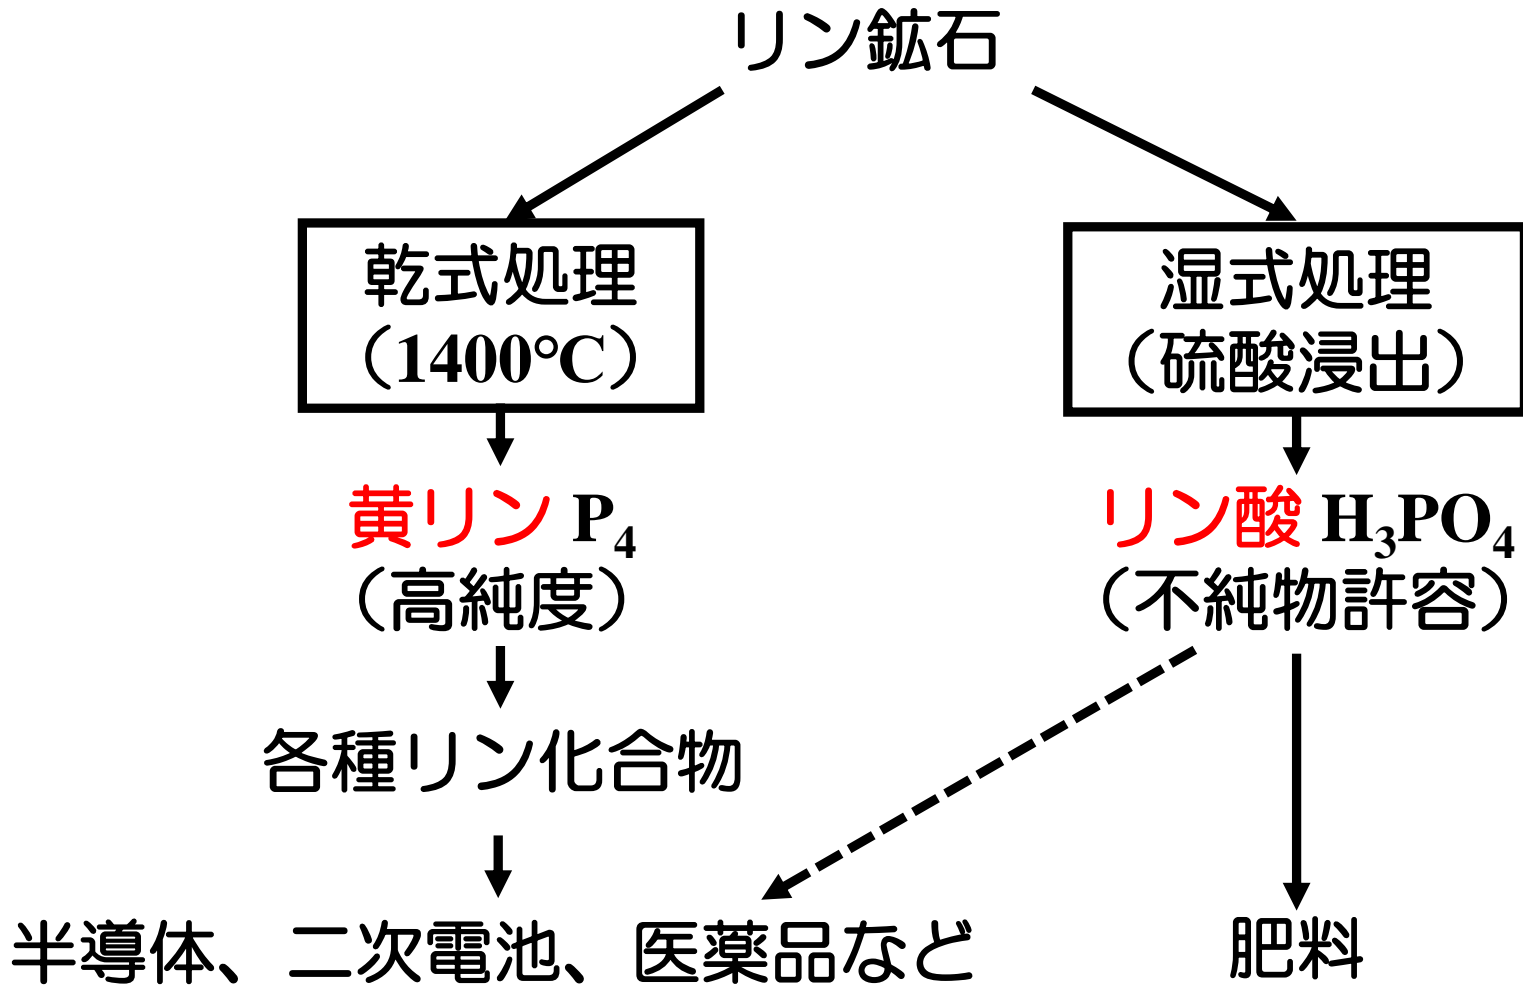 リン鉱石
乾式処理
（1400℃）
湿式処理
（硫酸浸出）
黄リン P₄
（高純度）
リン酸 H₃PO₄
（不純物許容）
各種リン化合物
半導体、二次電池、医薬品など
肥料